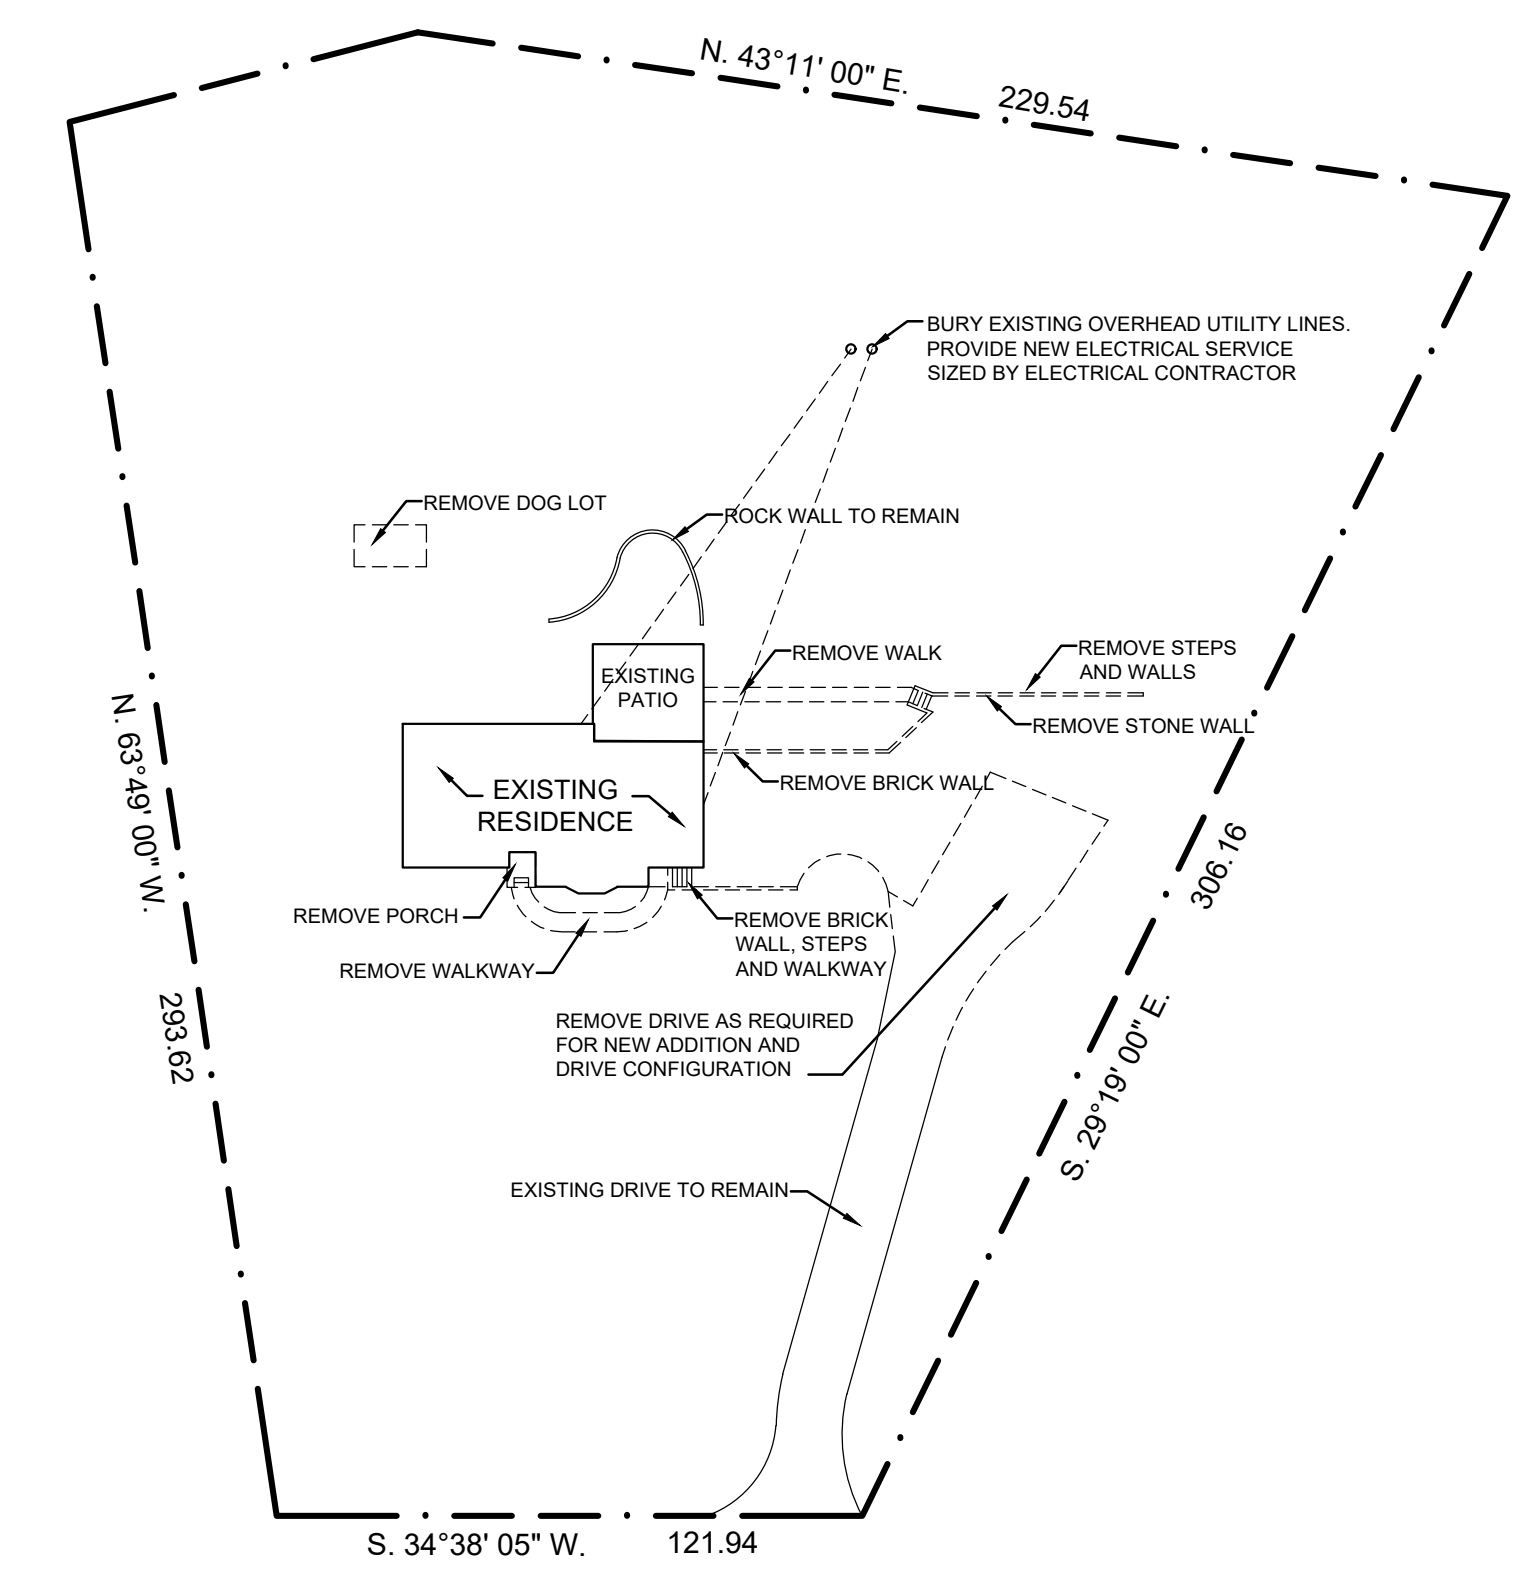 N. 43°11' 00" E.
229.54
BURY EXISTING OVERHEAD UTILITY LINES.
PROVIDE NEW ELECTRICAL SERVICE
SIZED BY ELECTRICAL CONTRACTOR
REMOVE DOG LOT
ROCK WALL TO REMAIN
REMOVE WALK
REMOVE STEPS
AND WALLS
EXISTING
PATIO
REMOVE STONE WALL
REMOVE BRICK WALL
EXISTING
RESIDENCE
N. 63°49' 00" W.
293.62
306.16
S. 29°19' 00" E.
REMOVE PORCH
REMOVE WALKWAY
REMOVE BRICK
WALL, STEPS
AND WALKWAY
REMOVE DRIVE AS REQUIRED
FOR NEW ADDITION AND
DRIVE CONFIGURATION
EXISTING DRIVE TO REMAIN
S. 34°38' 05" W.
121.94